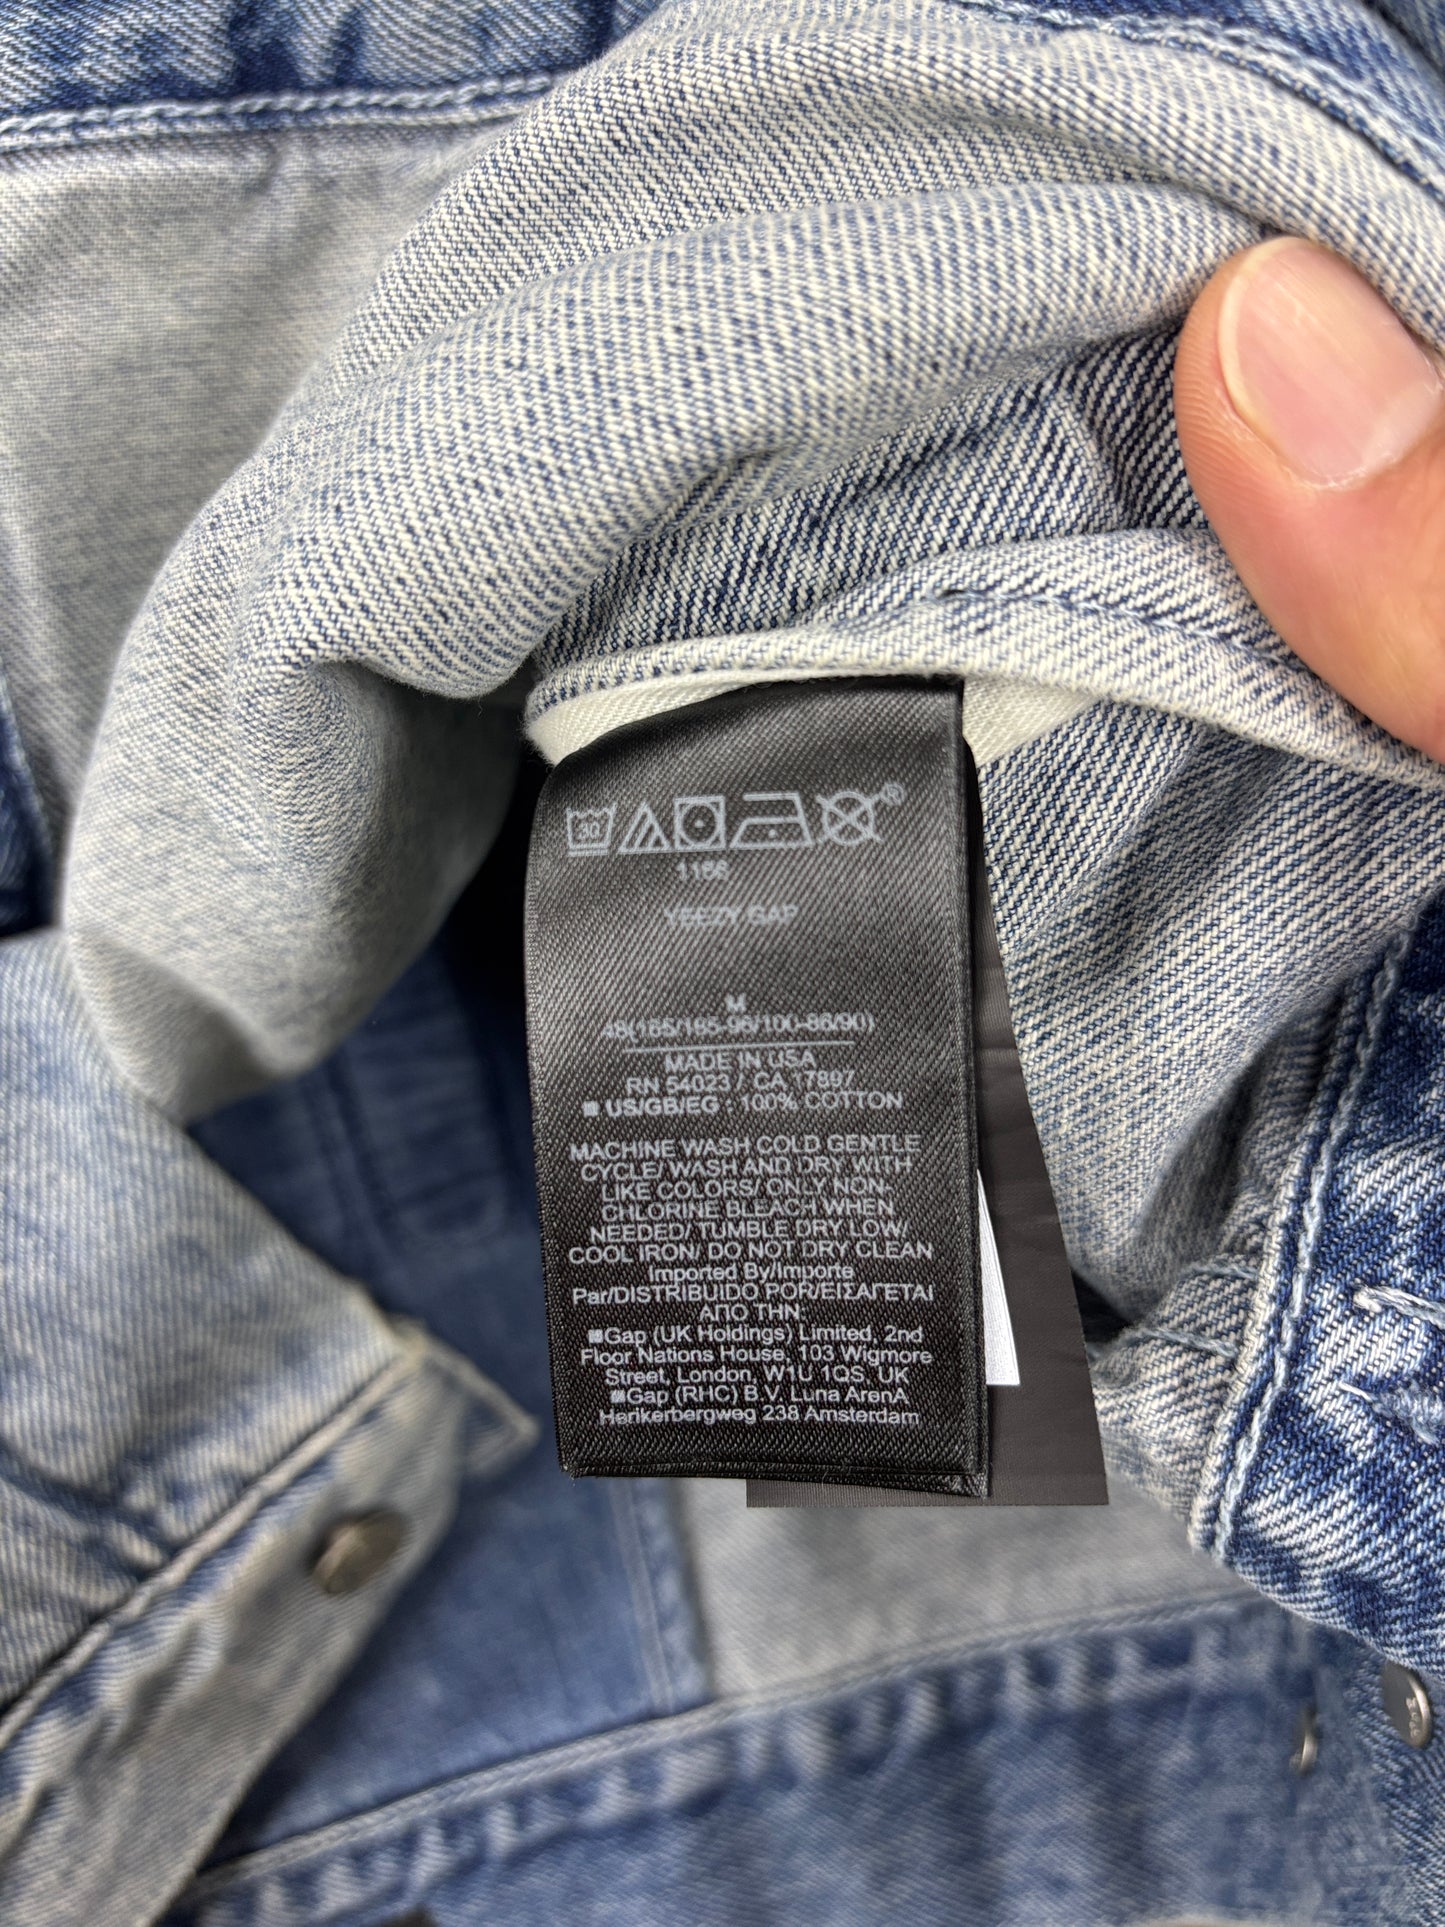 30
1166
YEEZY GAP
M
48(165/185-96/100-86/90)
MADE IN USA
RN 54023 / CA 17897
US/GB/EG : 100% COTTON
MACHINE WASH COLD GENTLE
CYCLE/ WASH AND DRY WITH
LIKE COLORS/ ONLY NON
CHLORINE BLEACH WHEN
NEEDED/ TUMBLE DRY LOW/
COOL IRON/ DO NOT DRY CLEAN
Imported By/Importe
Par/DISTRIBUIDO POR/ΕΙΣΑΓΕΤΑΙ
ΑΠΟ ΤΗΝ:
Gap (UK Holdings) Limited, 2nd
Floor Nations House, 103 Wigmore
Street, London, W1U 1QS, UK
Gap (RHC) B.V. Luna ArenA
Herikerbergweg 238 Amsterdam